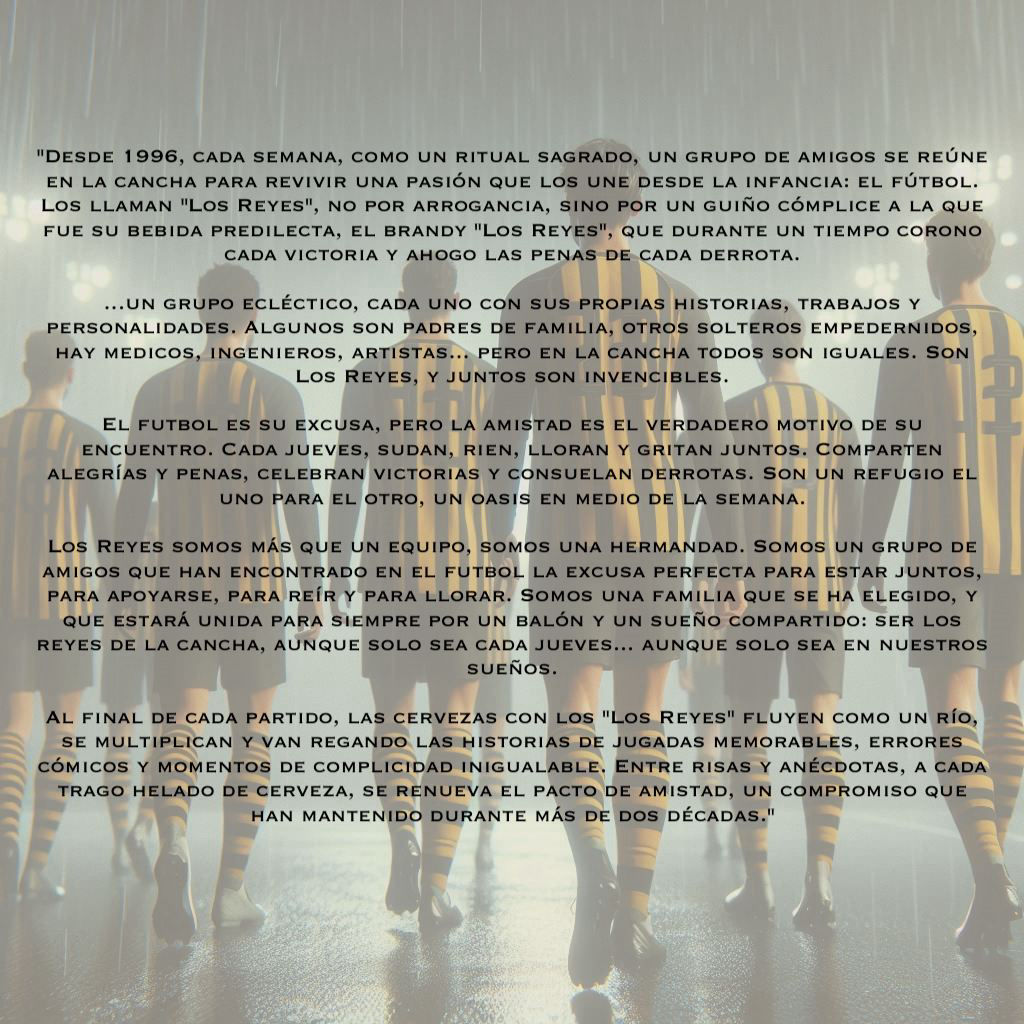 "Desde 1996, cada semana, como un ritual sagrado, un grupo de amigos se reúne
en la cancha para revivir una pasión que los une desde la infancia: el fútbol.
Los llaman "Los Reyes", no por arrogancia, sino por un guiño cómplice a la que
fue su bebida predilecta, el brandy "Los Reyes", que durante un tiempo corono
cada victoria y ahogo las penas de cada derrota.
...un grupo ecléctico, cada uno con sus propias historias, trabajos y
personalidades. Algunos son padres de familia, otros solteros empedernidos,
hay medicos, ingenieros, artistas... pero en la cancha todos son iguales. Son
Los Reyes, y juntos son invencibles.
El futbol es su excusa, pero la amistad es el verdadero motivo de su
encuentro. Cada jueves, sudan, rien, lloran y gritan juntos. Comparten
alegrías y penas, celebran victorias y consuelan derrotas. Son un refugio el
uno para el otro, un oasis en medio de la semana.
Los Reyes somos más que un equipo, somos una hermandad. Somos un grupo de
amigos que han encontrado en el futbol la excusa perfecta para estar juntos,
para apoyarse, para reír y para llorar. Somos una familia que se ha elegido, y
que estará unida para siempre por un balón y un sueño compartido: ser los
reyes de la cancha, aunque solo sea cada jueves... aunque solo sea en nuestros
sueños.
Al final de cada partido, las cervezas con los "Los Reyes" fluyen como un río,
se multiplican y van regando las historias de jugadas memorables, errores
cómicos y momentos de complicidad inigualable. Entre risas y anécdotas, a cada
trago helado de cerveza, se renueva el pacto de amistad, un compromiso que
han mantenido durante más de dos décadas."